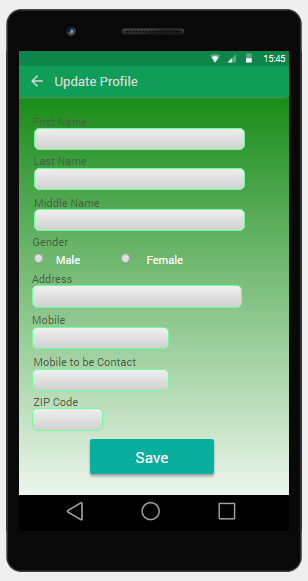 15:45
Update Profile
First Name
Last Name
Middle Name
Gender
Male Female
Address
Mobile
Mobile to be Contact
ZIP Code
Save